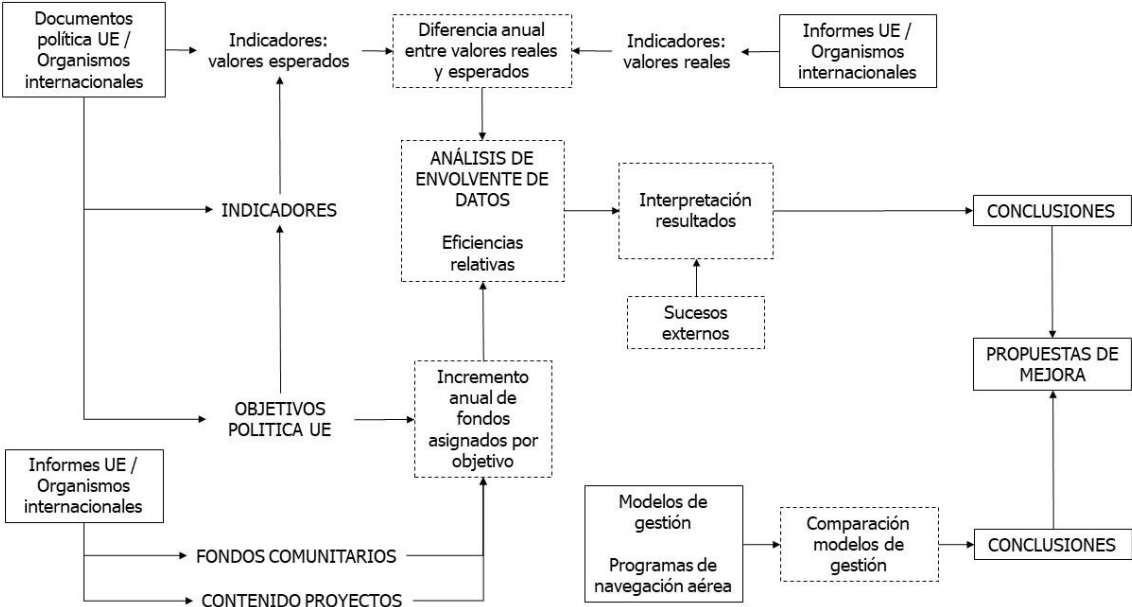 Documentos
política UE /
Organismos
internacionales
Indicadores:
valores esperados
Diferencia anual
entre valores reales
y esperados
Indicadores:
valores reales
Informes UE /
Organismos
internacionales
ANÁLISIS DE
ENVOLVENTE DE
DATOS
Eficiencias
relativas
INDICADORES
Interpretación
resultados
CONCLUSIONES
Sucesos
externos
PROPUESTAS DE
MEJORA
OBJETIVOS
POLITICA UE
Incremento
anual de
fondos
asignados por
objetivo
Informes UE /
Organismos
internacionales
FONDOS COMUNITARIOS
CONTENIDO PROYECTOS
Modelos de
gestión
Programas de
navegación aérea
Comparación
modelos de
gestión
CONCLUSIONES